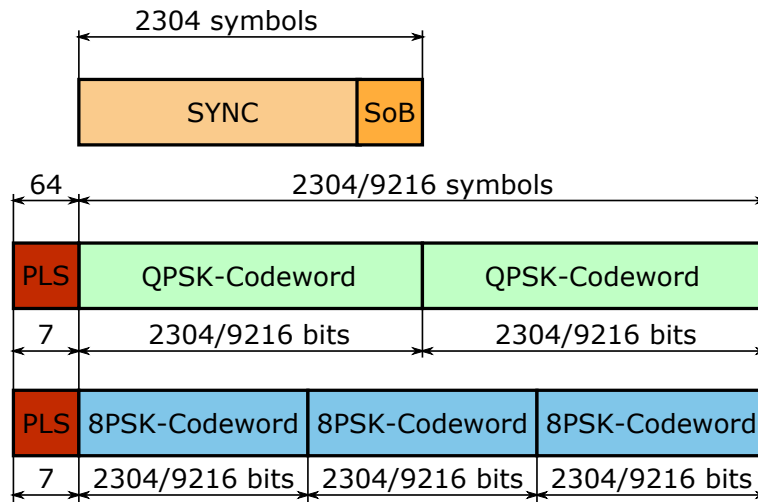 2304 symbols
SYNC SoB
64 2304/9216 symbols
PLS QPSK-Codeword QPSK-Codeword
7 2304/9216 bits 2304/9216 bits
PLS 8PSK-Codeword 8PSK-Codeword 8PSK-Codeword
7 2304/9216 bits 2304/9216 bits 2304/9216 bits